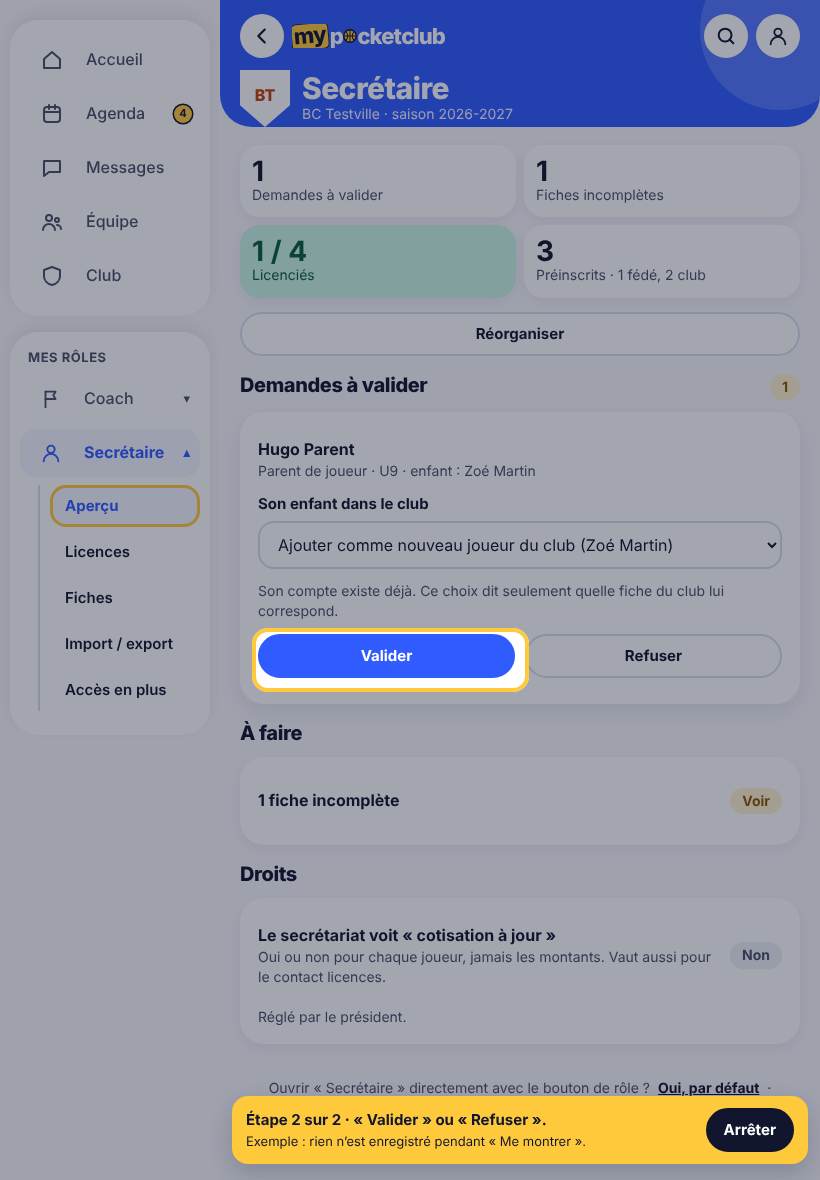 Accueil
Agenda
4
Messages
Équipe
Club
MES RÔLES
Coach
Secrétaire
Aperçu
Licences
Fiches
Import / export
Accès en plus
mypocketclub
BT
Secrétaire
BC Testville · saison 2026-2027
1
Demandes à valider
1
Fiches incomplètes
1 / 4
Licenciés
3
Préinscrits · 1 fédé, 2 club
Réorganiser
Demandes à valider
1
Hugo Parent
Parent de joueur · U9 · enfant : Zoé Martin
Son enfant dans le club
Ajouter comme nouveau joueur du club (Zoé Martin)
Son compte existe déjà. Ce choix dit seulement quelle fiche du club lui
correspond.
Valider
Refuser
À faire
1 fiche incomplète
Voir
Droits
Le secrétariat voit « cotisation à jour »
Oui ou non pour chaque joueur, jamais les montants. Vaut aussi pour
le contact licences.
Non
Réglé par le président.
Ouvrir « Secrétaire » directement avec le bouton de rôle ? Oui, par défaut ·
Étape 2 sur 2 · « Valider » ou « Refuser ».
Exemple : rien n’est enregistré pendant « Me montrer ».
Arrêter